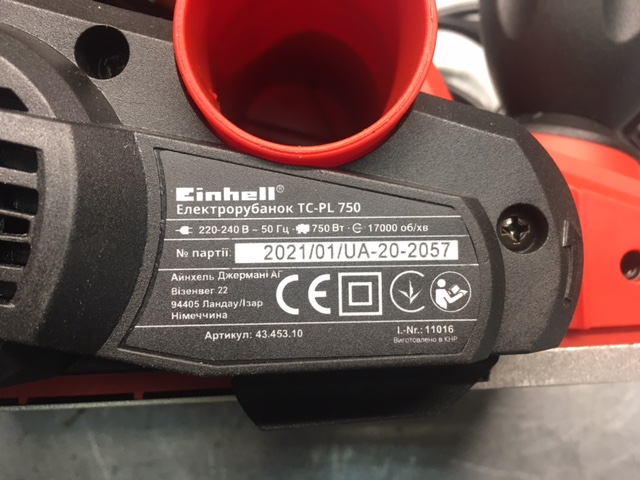 Einhell®
Електрорубанок TC-PL 750
220-240 В ~ 50 Гц · 750 Вт · 17000 об/хв
№ партії: 2021/01/UA-20-2057
Айнхель Джермані АГ
Візенвег 22
94405 Ландау/Ізар
Німеччина
CE
Артикул: 43.453.10
I.-Nr.: 11016
Виготовлено в КНР